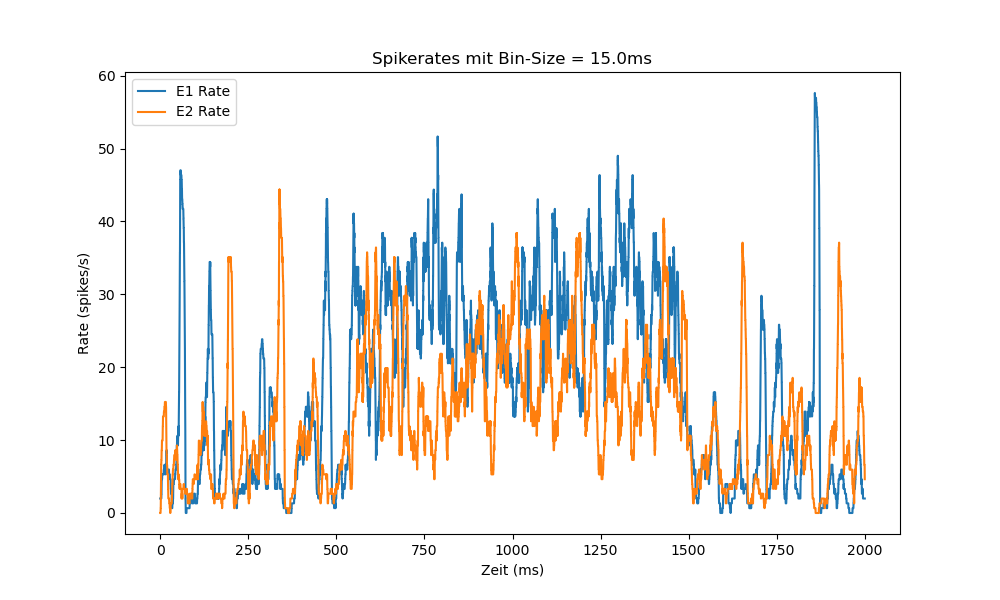 Spikerates mit Bin-Size = 15.0ms
60
50
40
30
20
10
0
Rate (spikes/s)
E1 Rate
E2 Rate
0 250 500 750 1000 1250 1500 1750 2000
Zeit (ms)